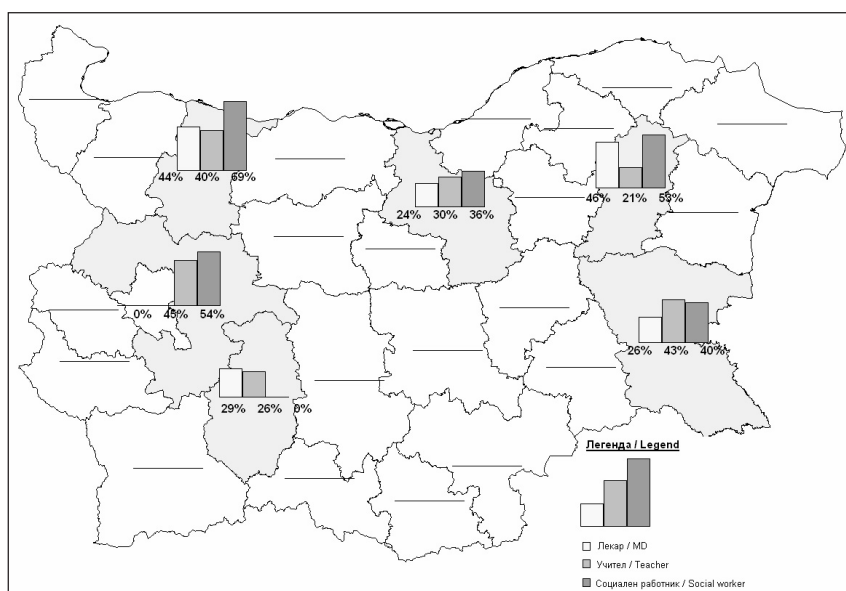 44% 40% 69%
24% 30% 36%
46% 21% 53%
0% 45% 54%
26% 43% 40%
29% 26% 0%
Легенда / Legend
Лекар / MD
Учител / Teacher
Социален работник / Social worker